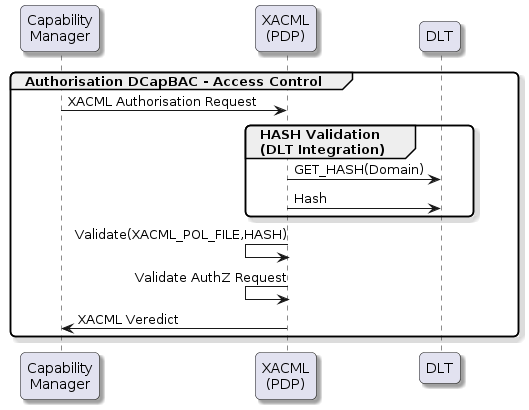 Capability
Manager
XACML
(PDP)
DLT
Authorisation DCapBAC - Access Control
XACML Authorisation Request
HASH Validation
(DLT Integration)
GET_HASH(Domain)
Hash
Validate(XACML_POL_FILE,HASH)
Validate AuthZ Request
XACML Veredict
Capability
Manager
XACML
(PDP)
DLT